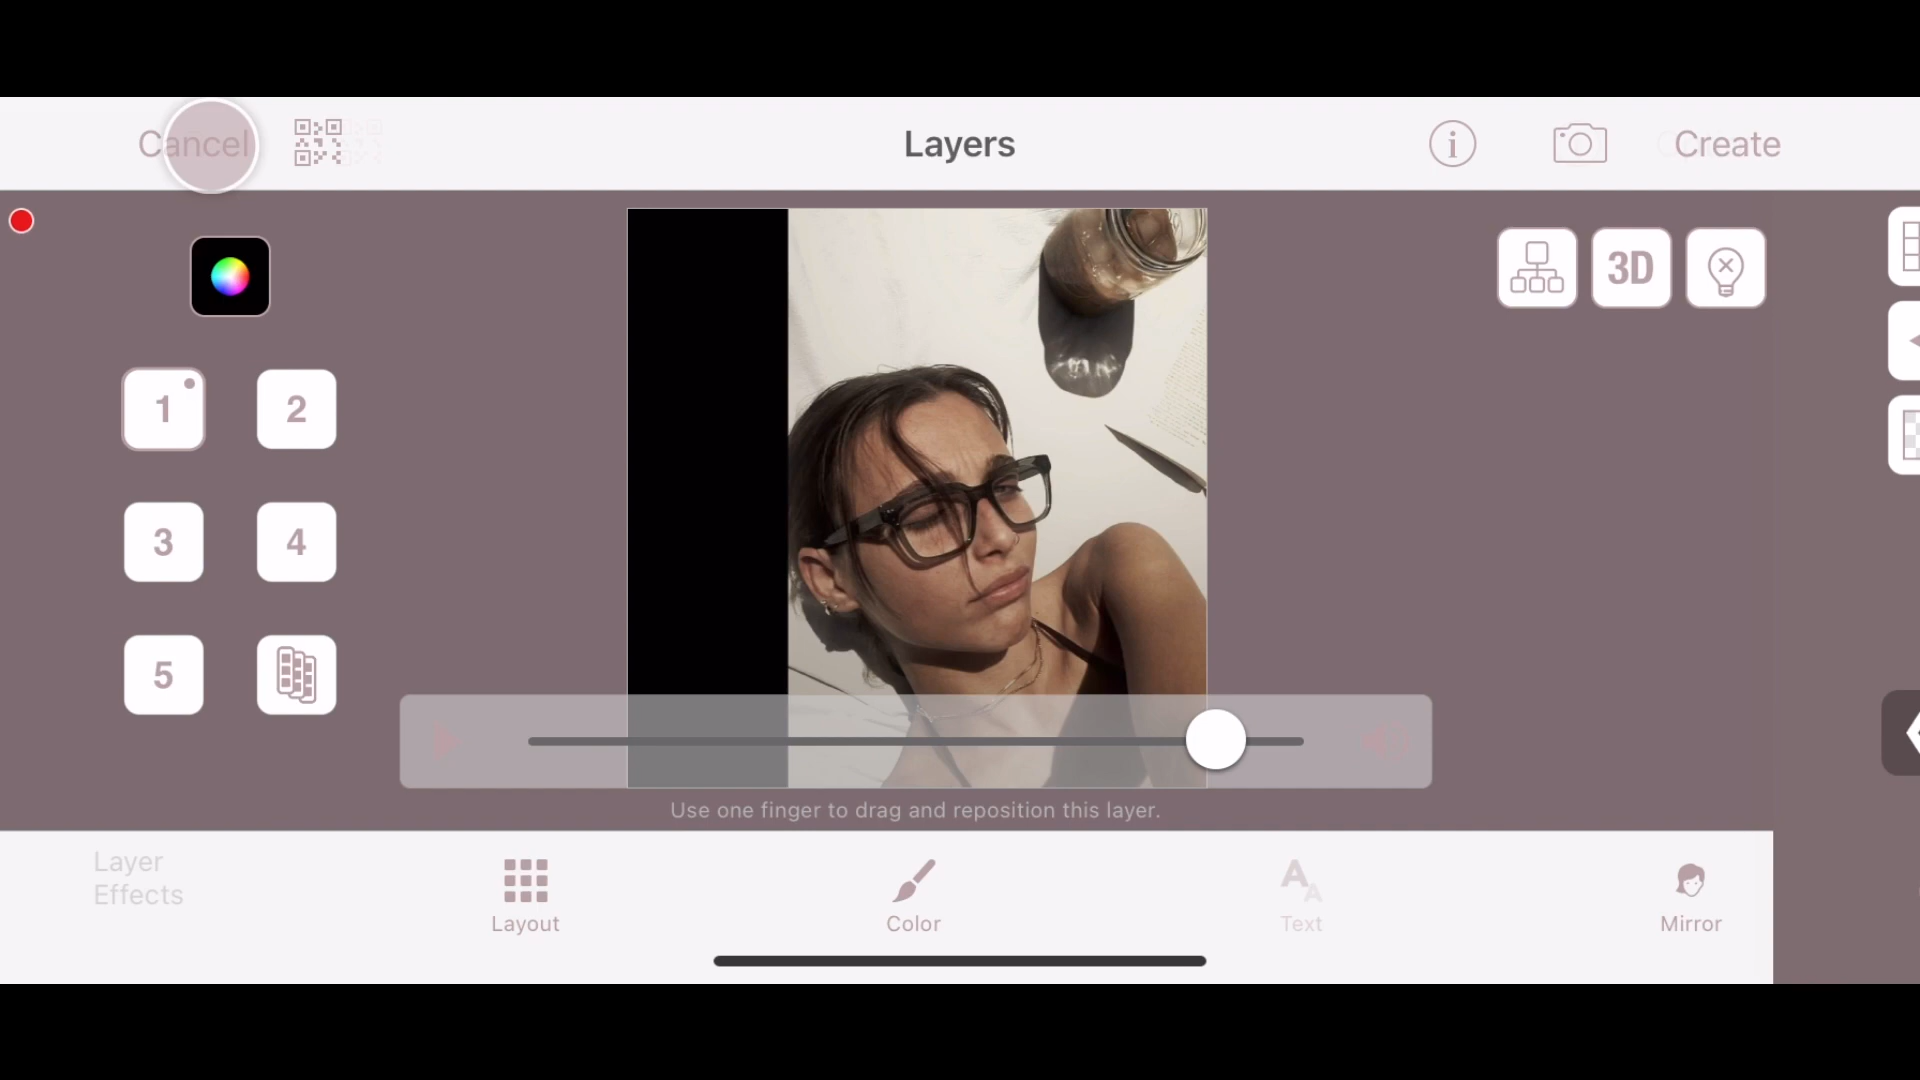 Cancel
Layers
Create
3D
1
2
3
4
5
Use one finger to drag and reposition this layer.
Layer
Effects
Layout
Color
Text
Mirror